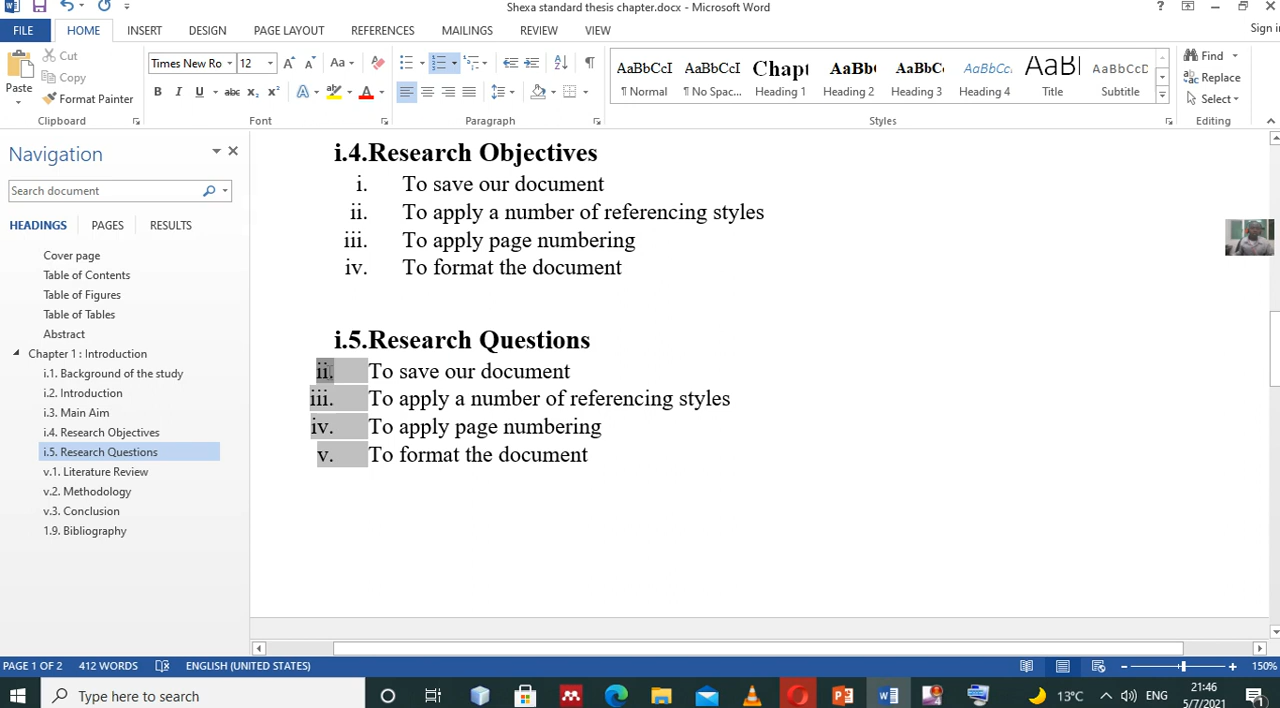 Shexa standard thesis chapter.docx - Microsoft Word
FILE HOME INSERT DESIGN PAGE LAYOUT REFERENCES MAILINGS REVIEW VIEW
Sign in
Paste
Cut
Copy
Format Painter
Clipboard
Times New Ro 12
Font
Paragraph
AaBbCcI AaBbCcI Chapt AaBb( AaBbC AaBbCc AaBl AaBbCcD
¶ Normal ¶ No Spac... Heading 1 Heading 2 Heading 3 Heading 4 Title Subtitle
Styles
Find
Replace
Select
Editing
Navigation
Search document
HEADINGS PAGES RESULTS
Cover page
Table of Contents
Table of Figures
Table of Tables
Abstract
Chapter 1 : Introduction
i.1. Background of the study
i.2. Introduction
i.3. Main Aim
i.4. Research Objectives
i.5. Research Questions
v.1. Literature Review
v.2. Methodology
v.3. Conclusion
1.9. Bibliography
i.4.Research Objectives
i. To save our document
ii. To apply a number of referencing styles
iii. To apply page numbering
iv. To format the document
i.5.Research Questions
ii. To save our document
iii. To apply a number of referencing styles
iv. To apply page numbering
v. To format the document
PAGE 1 OF 2 412 WORDS ENGLISH (UNITED STATES) 150%
Type here to search
13°C ENG
21:46
5/7/2021